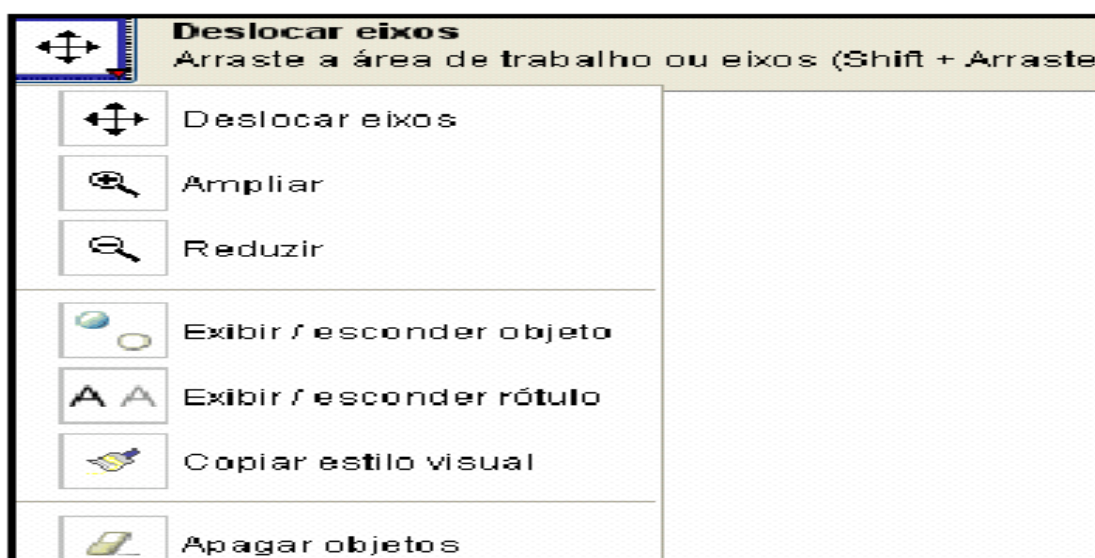 Deslocar eixos
Arraste a área de trabalho ou eixos (Shift + Arraste
Deslocar eixos
Ampliar
Reduzir
Exibir / esconder objeto
A A Exibir / esconder rótulo
Copiar estilo visual
Apagar objetos